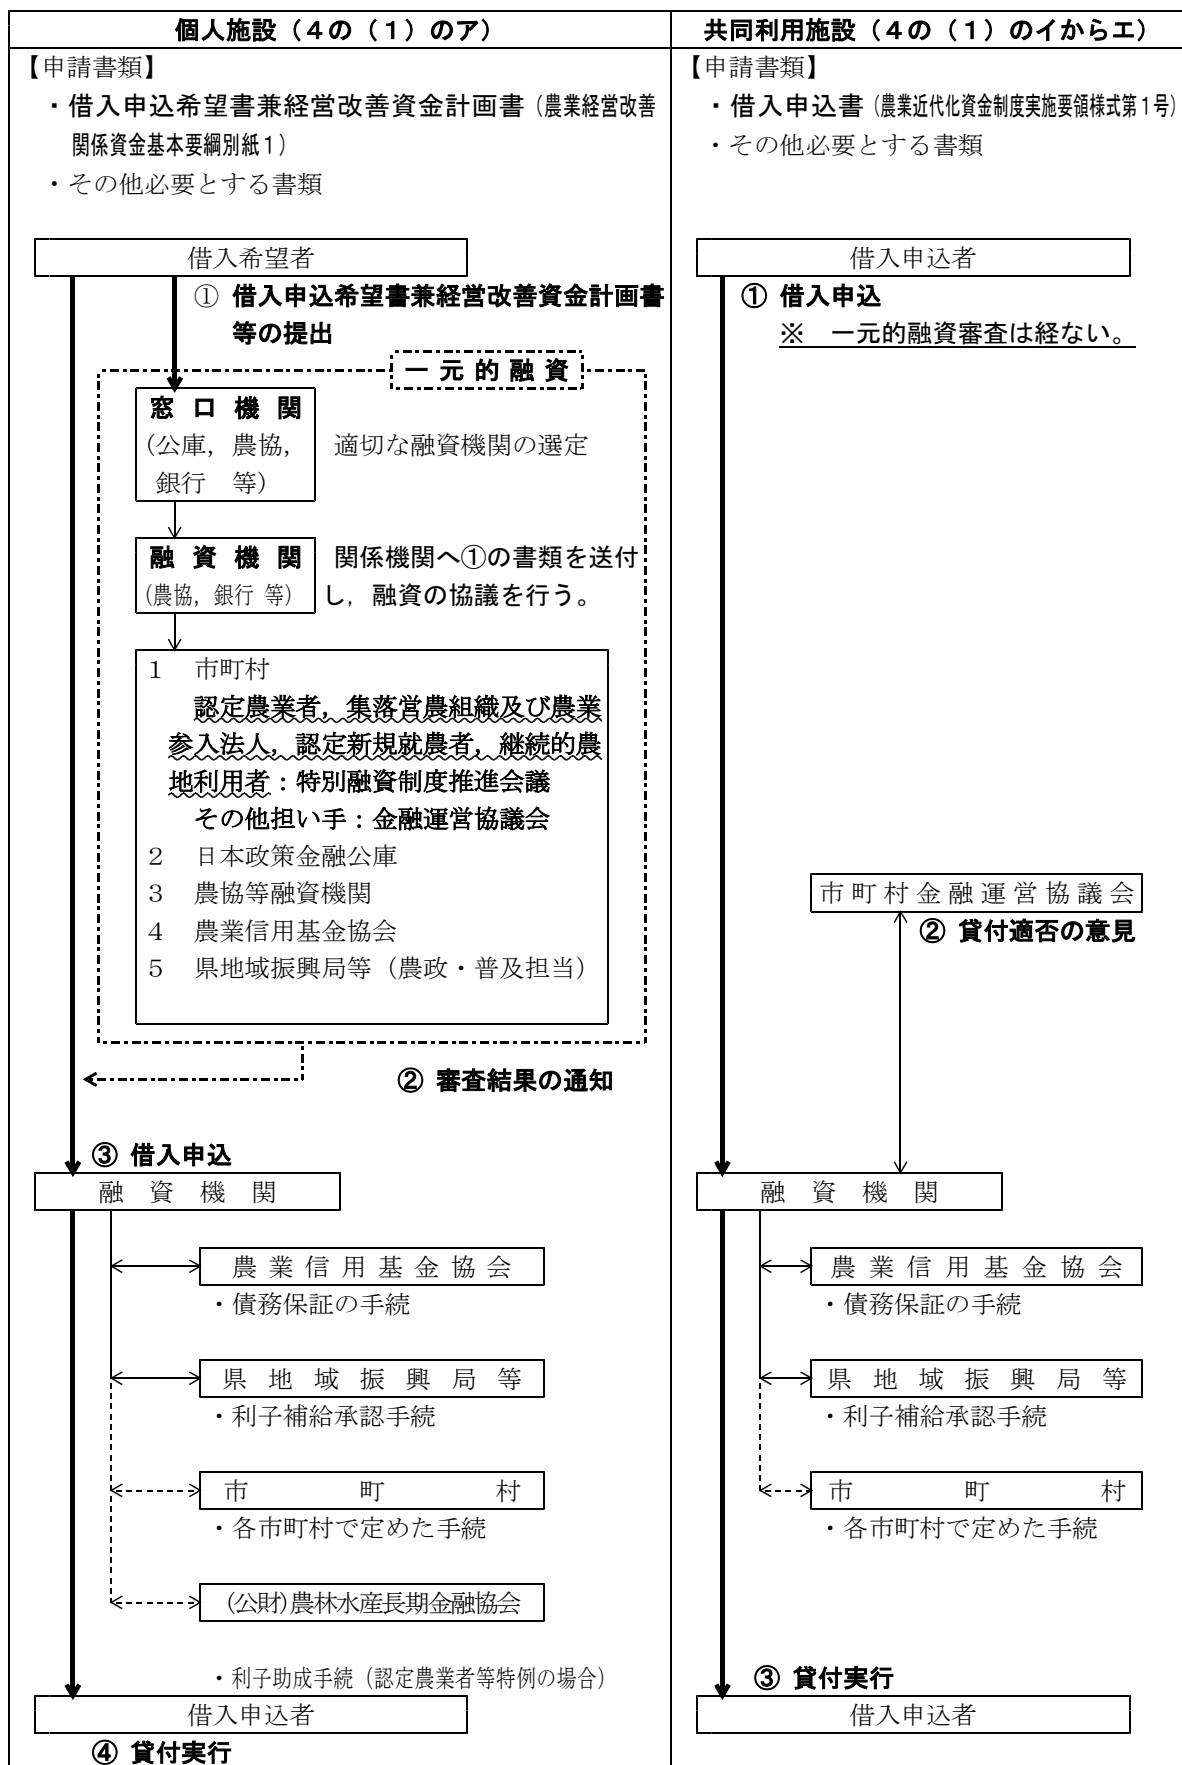 個人施設（４の（１）のア）
【申請書類】
・借入申込希望書兼経営改善資金計画書（農業経営改善
関係資金基本要綱別紙１）
・その他必要とする書類
借入希望者
① 借入申込希望書兼経営改善資金計画書
等の提出
一元的融資
窓口機関
（公庫，農協，
銀行　等）
適切な融資機関の選定
融資機関
（農協，銀行 等）
関係機関へ①の書類を送付
し，融資の協議を行う。
１　市町村
認定農業者，集落営農組織及び農業
参入法人，認定新規就農者，継続的農
地利用者：特別融資制度推進会議
その他担い手：金融運営協議会
２　日本政策金融公庫
３　農協等融資機関
４　農業信用基金協会
５　県地域振興局等（農政・普及担当）
② 審査結果の通知
③ 借入申込
融資機関
農業信用基金協会
・債務保証の手続
県地域振興局等
・利子補給承認手続
市町村
・各市町村で定めた手続
(公財)農林水産長期金融協会
・利子助成手続（認定農業者等特例の場合）
借入申込者
④ 貸付実行
共同利用施設（４の（１）のイからエ）
【申請書類】
・借入申込書（農業近代化資金制度実施要領様式第１号）
・その他必要とする書類
借入申込者
① 借入申込
※　一元的融資審査は経ない。
市町村金融運営協議会
② 貸付適否の意見
融資機関
農業信用基金協会
・債務保証の手続
県地域振興局等
・利子補給承認手続
市町村
・各市町村で定めた手続
③ 貸付実行
借入申込者